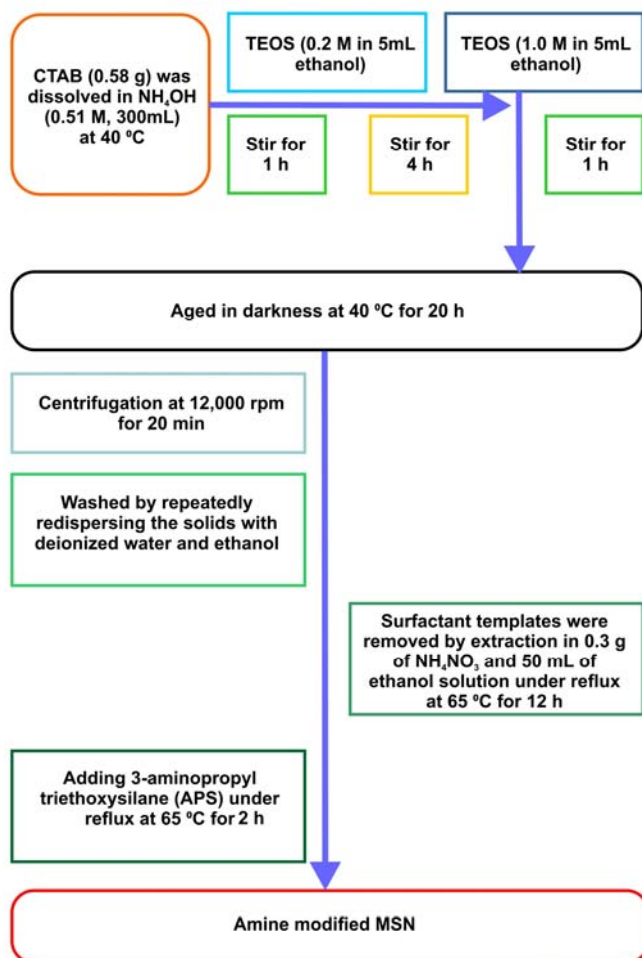 CTAB (0.58 g) was
dissolved in NH₄OH
(0.51 M, 300mL)
at 40 ºC
TEOS (0.2 M in 5mL
ethanol)
TEOS (1.0 M in 5mL
ethanol)
Stir for
1 h
Stir for
4 h
Stir for
1 h
Aged in darkness at 40 ºC for 20 h
Centrifugation at 12,000 rpm
for 20 min
Washed by repeatedly
redispersing the solids with
deionized water and ethanol
Surfactant templates were
removed by extraction in 0.3 g
of NH₄NO₃ and 50 mL of
ethanol solution under reflux
at 65 ºC for 12 h
Adding 3-aminopropyl
triethoxysilane (APS) under
reflux at 65 ºC for 2 h
Amine modified MSN